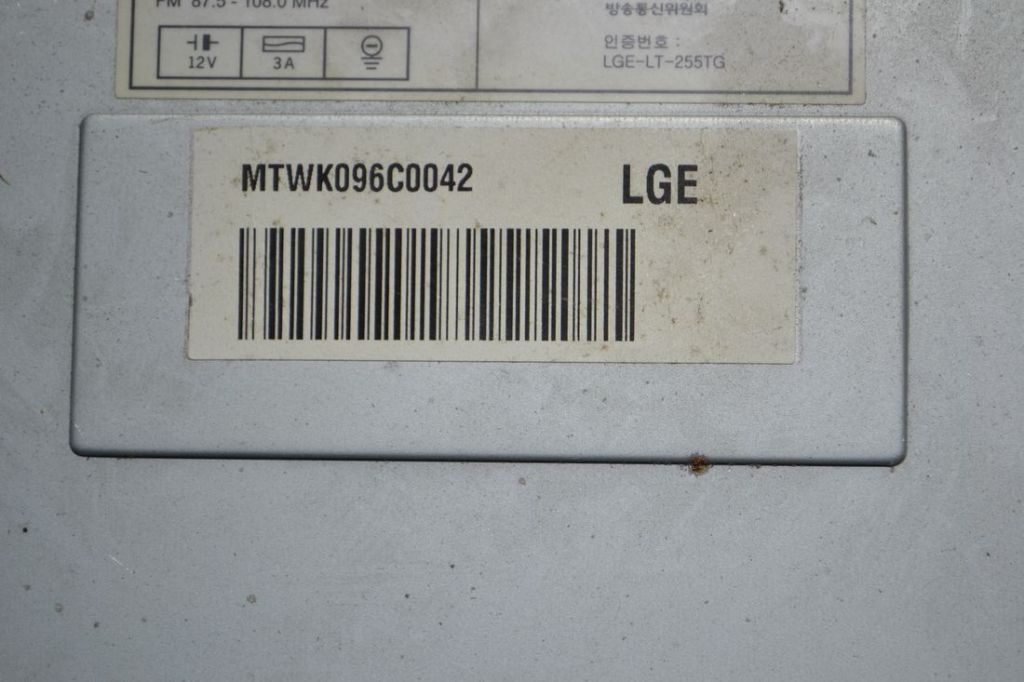 FM 87.5 - 108.0 MHz
방송통신위원회
12V
3A
인증번호 :
LGE-LT-255TG
MTWK096C0042
LGE